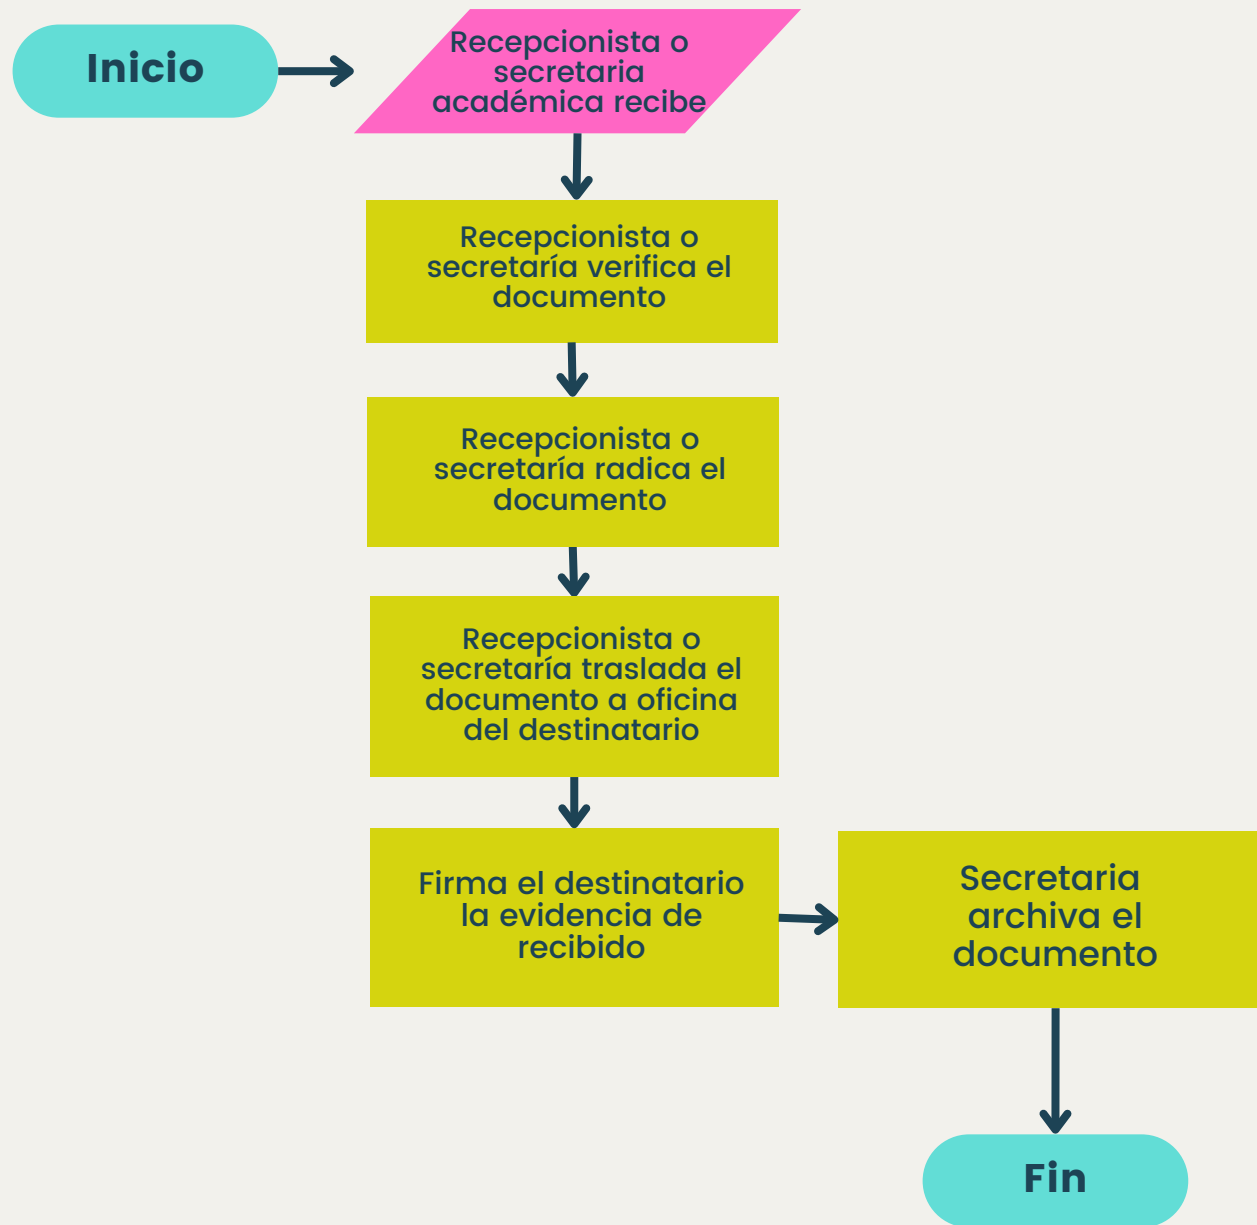 Inicio
Recepcionista o
secretaria
académica recibe
Recepcionista o
secretaría verifica el
documento
Recepcionista o
secretaría radica el
documento
Recepcionista o
secretaría traslada el
documento a oficina
del destinatario
Firma el destinatario
la evidencia de
recibido
Secretaria
archiva el
documento
Fin